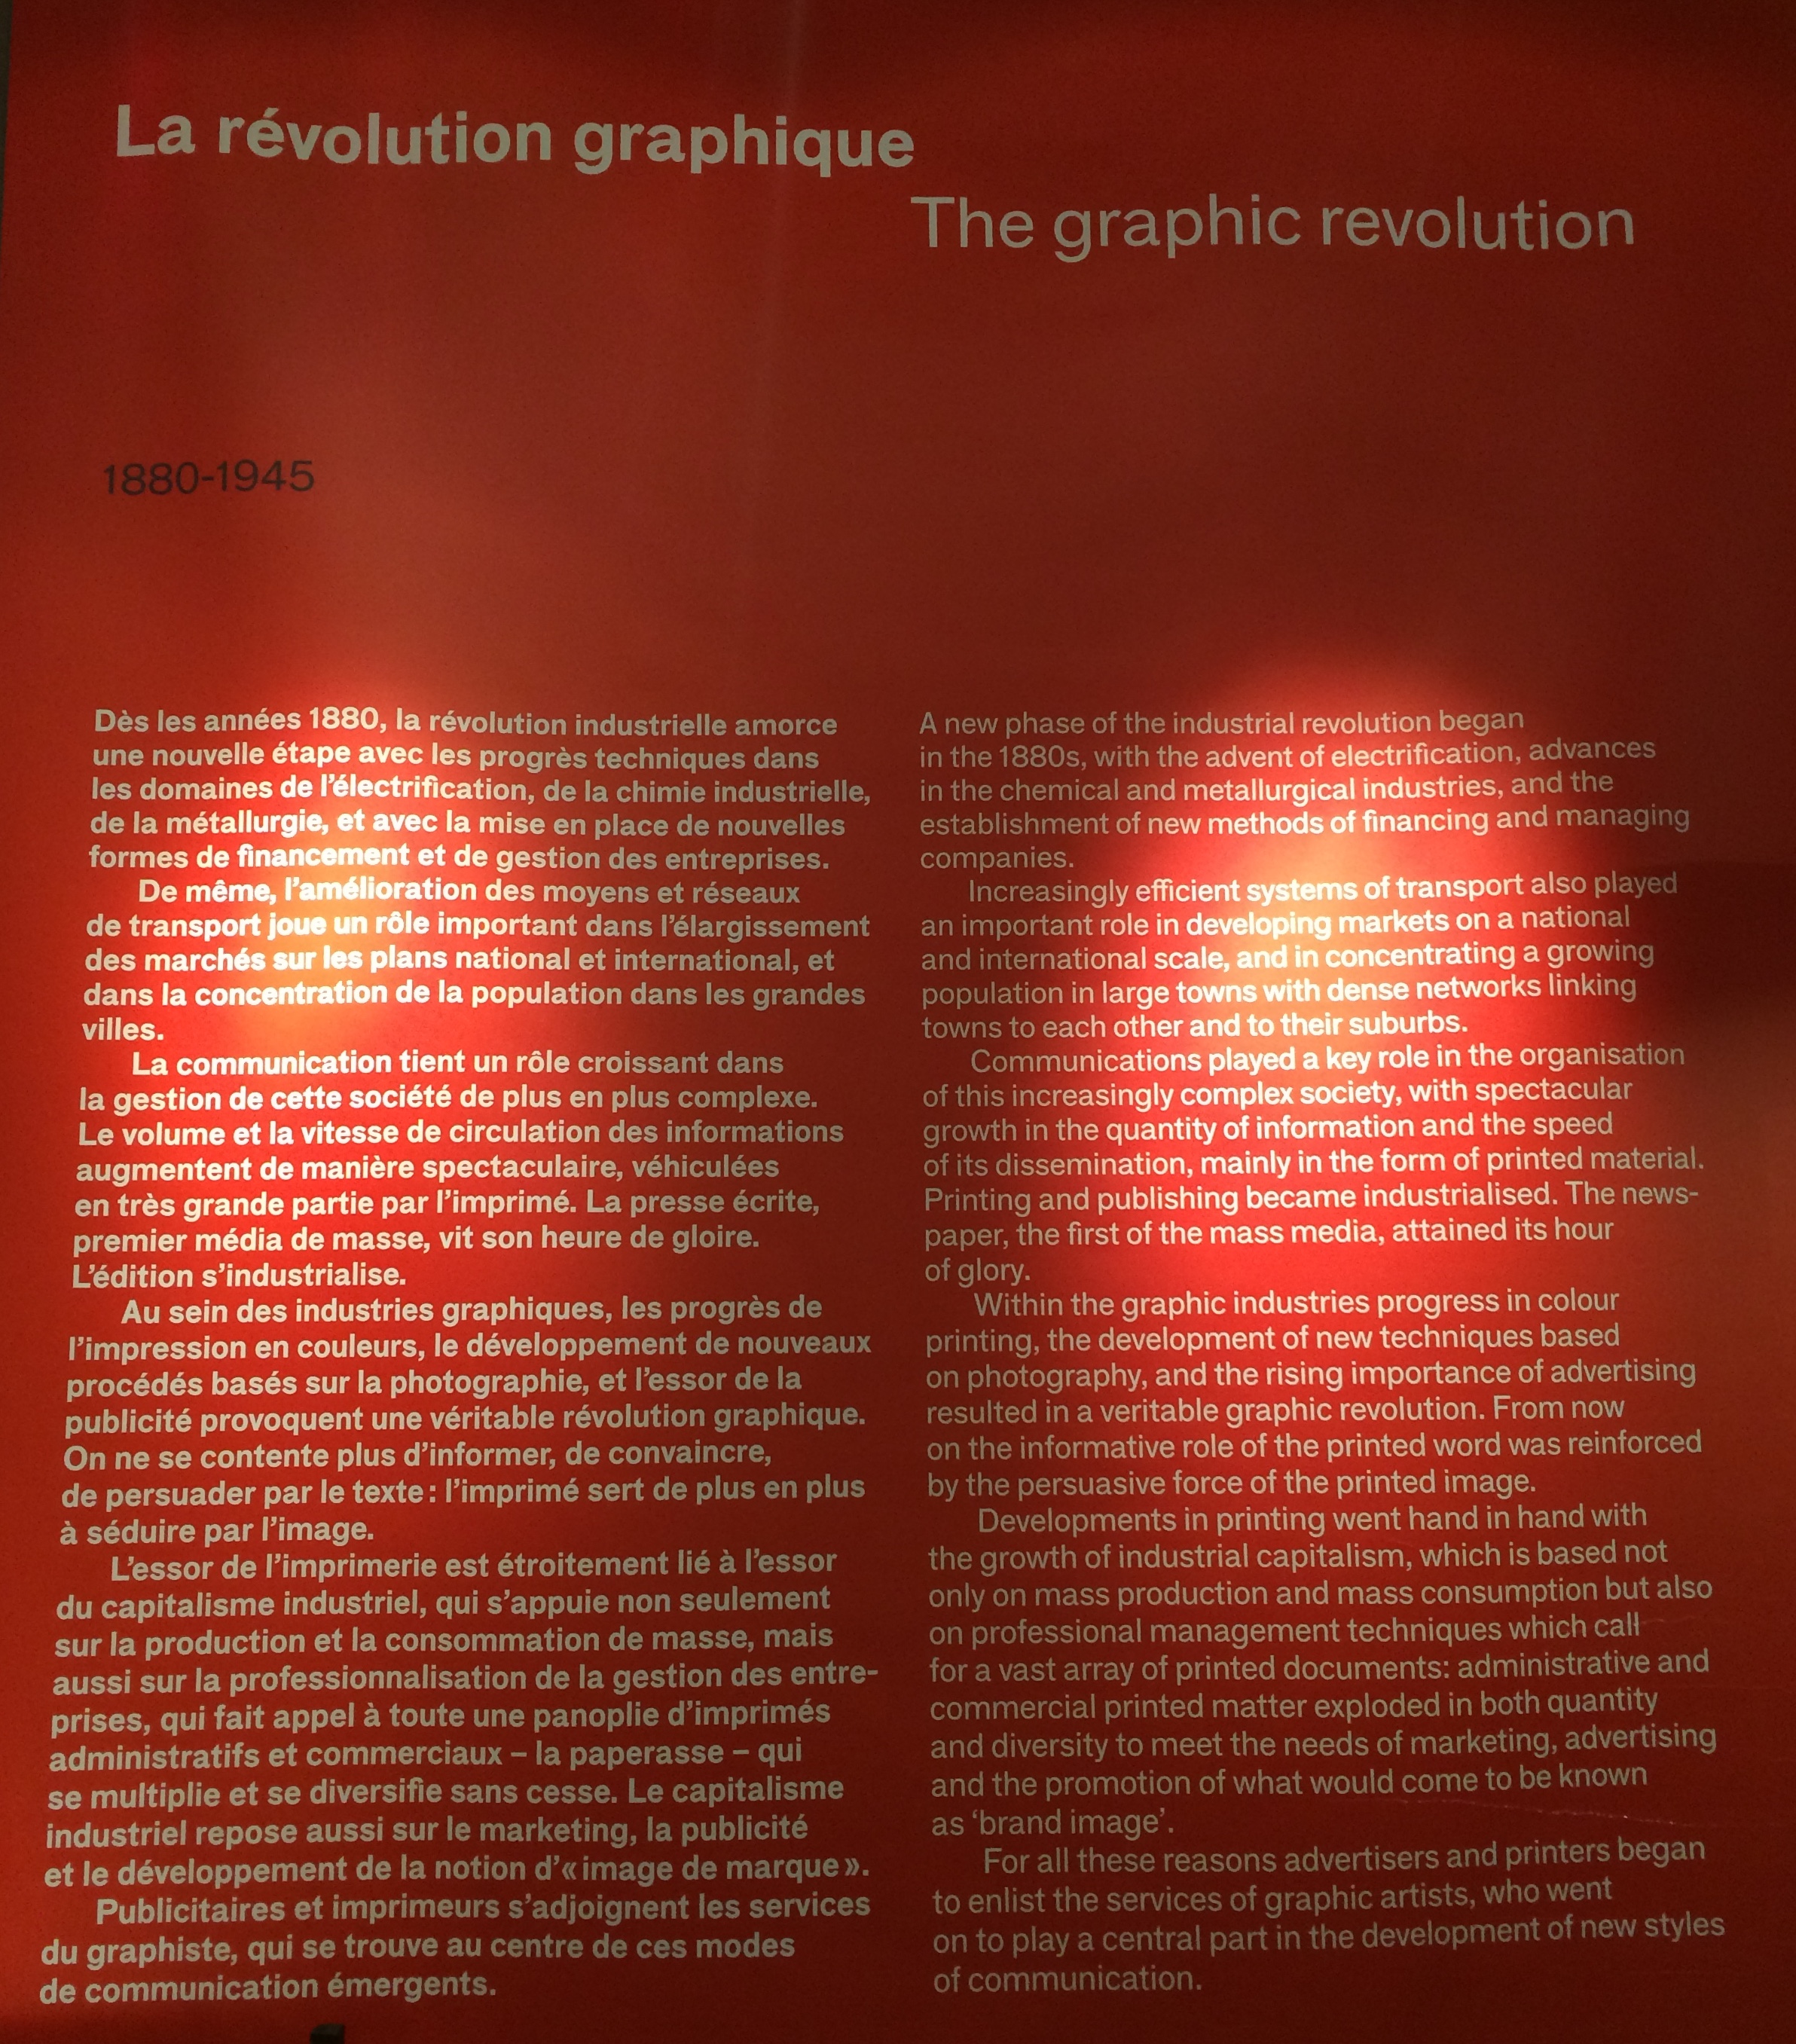 La révolution graphique
The graphic revolution
1880-1945
Dès les années 1880, la révolution industrielle amorce
une nouvelle étape avec les progrès techniques dans
les domaines de l'électrification, de la chimie industrielle,
de la métallurgie, et avec la mise en place de nouvelles
formes de financement et de gestion des entreprises.
De même, l'amélioration des moyens et réseaux
de transport joue un rôle important dans l'élargissement
des marchés sur les plans national et international, et
dans la concentration de la population dans les grandes
villes.
La communication tient un rôle croissant dans
la gestion de cette société de plus en plus complexe.
Le volume et la vitesse de circulation des informations
augmentent de manière spectaculaire, véhiculées
en très grande partie par l'imprimé. La presse écrite,
premier média de masse, vit son heure de gloire.
L'édition s'industrialise.
Au sein des industries graphiques, les progrès de
l'impression en couleurs, le développement de nouveaux
procédés basés sur la photographie, et l'essor de la
publicité provoquent une véritable révolution graphique.
On ne se contente plus d'informer, de convaincre,
de persuader par le texte : l'imprimé sert de plus en plus
à séduire par l'image.
L'essor de l'imprimerie est étroitement lié à l'essor
du capitalisme industriel, qui s'appuie non seulement
sur la production et la consommation de masse, mais
aussi sur la professionnalisation de la gestion des entre-
prises, qui fait appel à toute une panoplie d'imprimés
administratifs et commerciaux – la paperasse – qui
se multiplie et se diversifie sans cesse. Le capitalisme
industriel repose aussi sur le marketing, la publicité
et le développement de la notion d'« image de marque ».
Publicitaires et imprimeurs s'adjoignent les services
du graphiste, qui se trouve au centre de ces modes
de communication émergents.
A new phase of the industrial revolution began
in the 1880s, with the advent of electrification, advances
in the chemical and metallurgical industries, and the
establishment of new methods of financing and managing
companies.
Increasingly efficient systems of transport also played
an important role in developing markets on a national
and international scale, and in concentrating a growing
population in large towns with dense networks linking
towns to each other and to their suburbs.
Communications played a key role in the organisation
of this increasingly complex society, with spectacular
growth in the quantity of information and the speed
of its dissemination, mainly in the form of printed material.
Printing and publishing became industrialised. The news-
paper, the first of the mass media, attained its hour
of glory.
Within the graphic industries progress in colour
printing, the development of new techniques based
on photography, and the rising importance of advertising
resulted in a veritable graphic revolution. From now
on the informative role of the printed word was reinforced
by the persuasive force of the printed image.
Developments in printing went hand in hand with
the growth of industrial capitalism, which is based not
only on mass production and mass consumption but also
on professional management techniques which call
for a vast array of printed documents: administrative and
commercial printed matter exploded in both quantity
and diversity to meet the needs of marketing, advertising
and the promotion of what would come to be known
as 'brand image'.
For all these reasons advertisers and printers began
to enlist the services of graphic artists, who went
on to play a central part in the development of new styles
of communication.